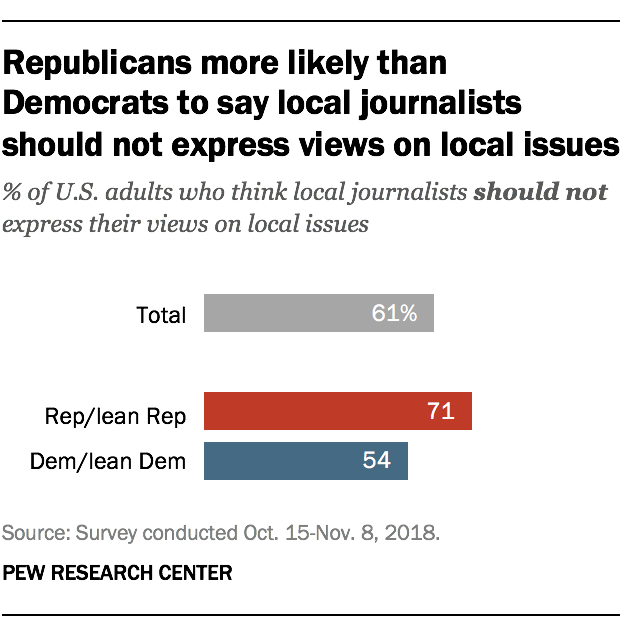 Republicans more likely than
Democrats to say local journalists
should not express views on local issues
% of U.S. adults who think local journalists should not
express their views on local issues
Total 61%
Rep/lean Rep 71
Dem/lean Dem 54
Source: Survey conducted Oct. 15-Nov. 8, 2018.
PEW RESEARCH CENTER